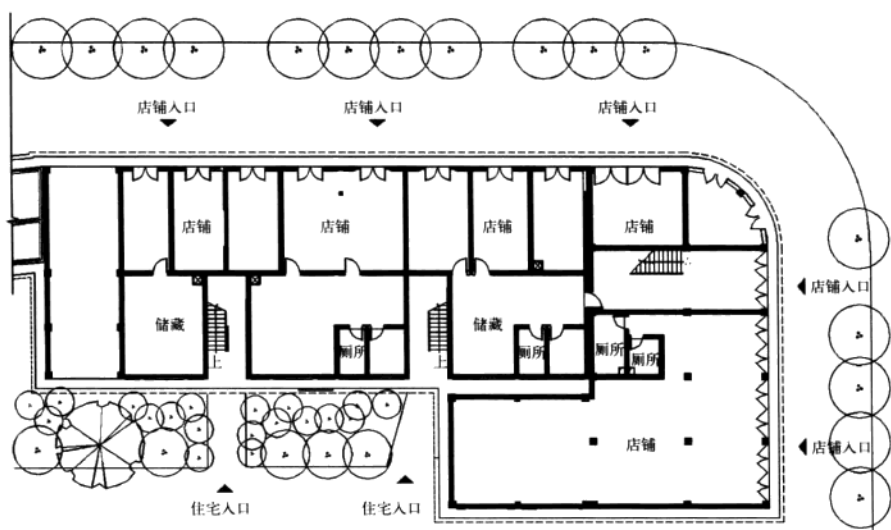 店铺入口 店铺入口 店铺入口
店铺 店铺 店铺 店铺
店铺入口
储藏 储藏
上 厕所 上 厕所 厕所 厕所
店铺 店铺入口
住宅入口 住宅入口